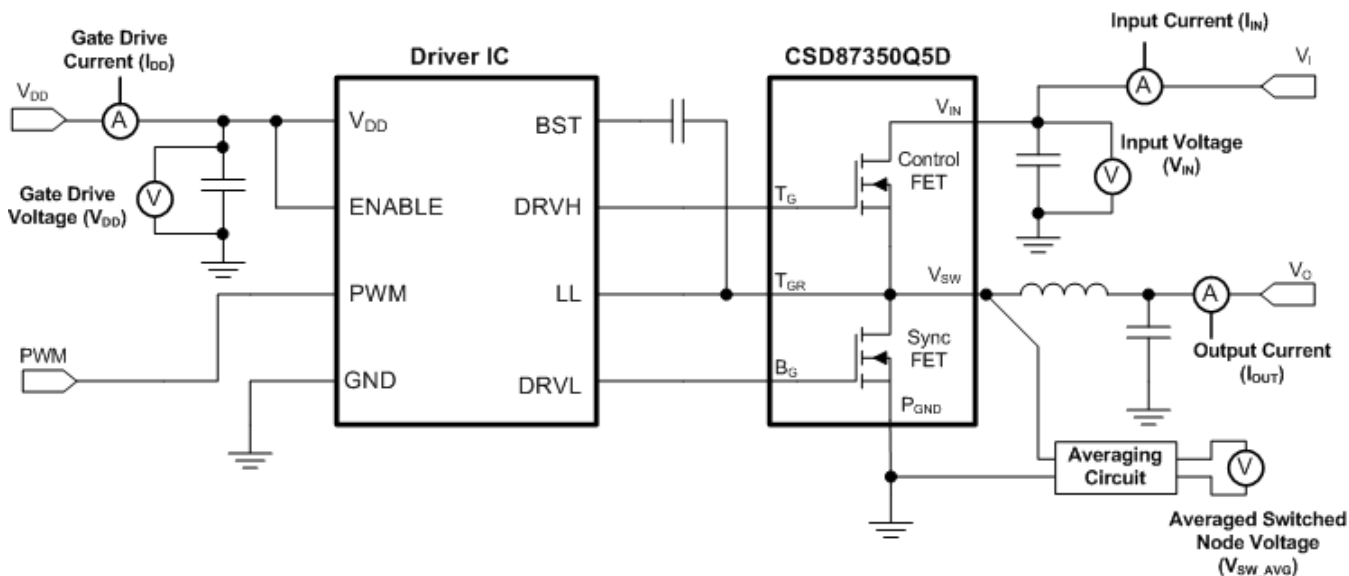 Gate Drive
Current (IDD)
Driver IC
CSD87350Q5D
Input Current (IIN)
VDD
A
VDD
BST
VIN
A
VI
V
Gate Drive
Voltage (VDD)
ENABLE
DRVH
TG
Control
FET
V
Input Voltage
(VIN)
PWM
LL
TGR
VSW
A
VO
PWM
GND
DRVL
BG
Sync
FET
PGND
Output Current
(IOUT)
Averaging
Circuit
V
Averaged Switched
Node Voltage
(VSW_AVG)